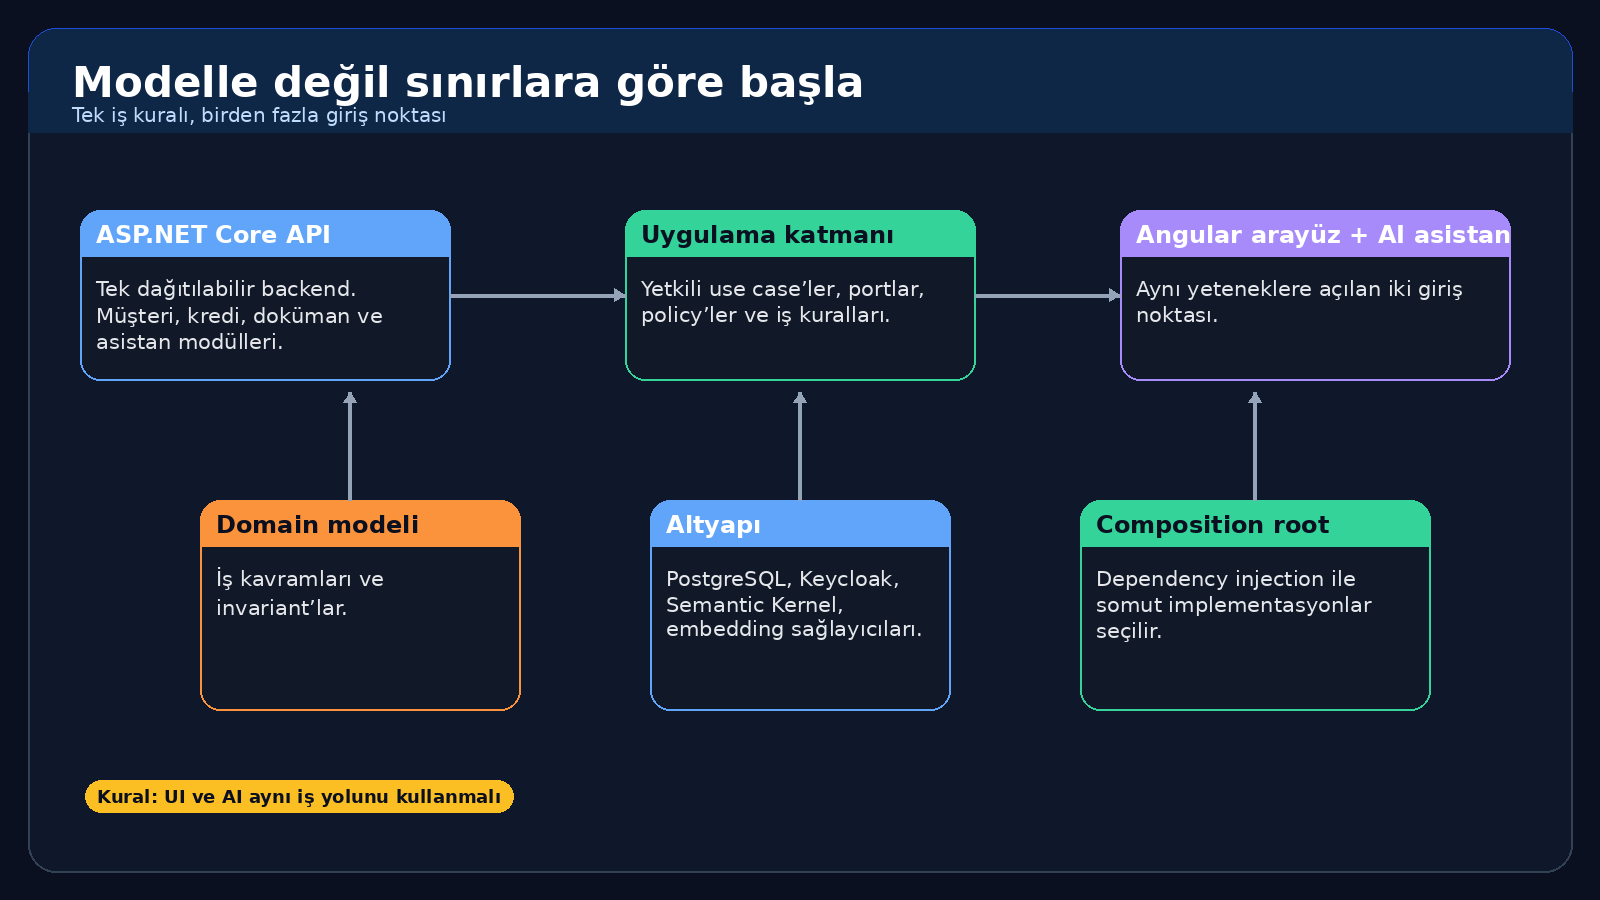 Modelle değil sınırlara göre başla
Tek iş kuralı, birden fazla giriş noktası
ASP.NET Core API
Tek dağıtılabilir backend.
Müşteri, kredi, doküman ve
asistan modülleri.
Uygulama katmanı
Yetkili use case’ler, portlar,
policy’ler ve iş kuralları.
Angular arayüz + AI asistan
Aynı yeteneklere açılan iki giriş
noktası.
Domain modeli
İş kavramları ve
invariant’lar.
Altyapı
PostgreSQL, Keycloak,
Semantic Kernel,
embedding sağlayıcıları.
Composition root
Dependency injection ile
somut implementasyonlar
seçilir.
Kural: UI ve AI aynı iş yolunu kullanmalı